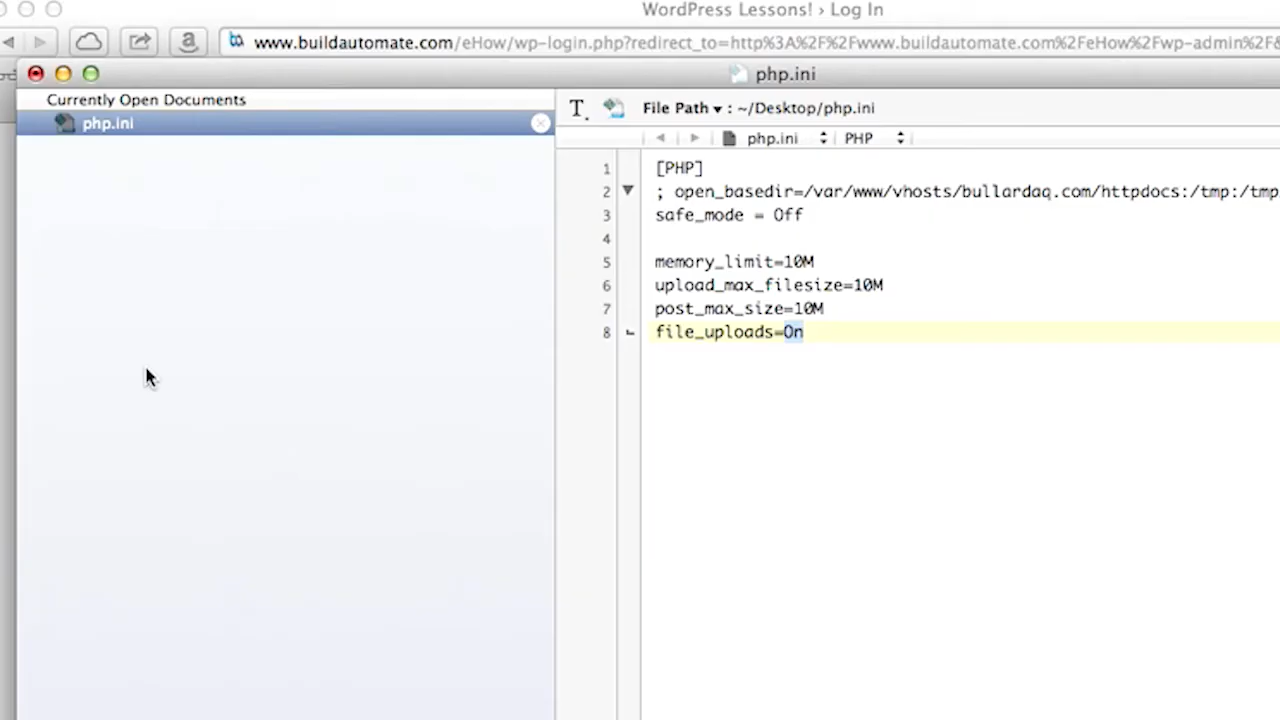 WordPress Lessons! › Log In
www.buildautomate.com/eHow/wp-login.php?redirect_to=http%3A%2F%2Fwww.buildautomate.com%2FeHow%2Fwp-admin%2F&
php.ini
Currently Open Documents
php.ini
File Path ▾ : ~/Desktop/php.ini
php.ini PHP
1 [PHP]
2 ; open_basedir=/var/www/vhosts/bullardaq.com/httpdocs:/tmp:/tmp
3 safe_mode = Off
4
5 memory_limit=10M
6 upload_max_filesize=10M
7 post_max_size=10M
8 file_uploads=On